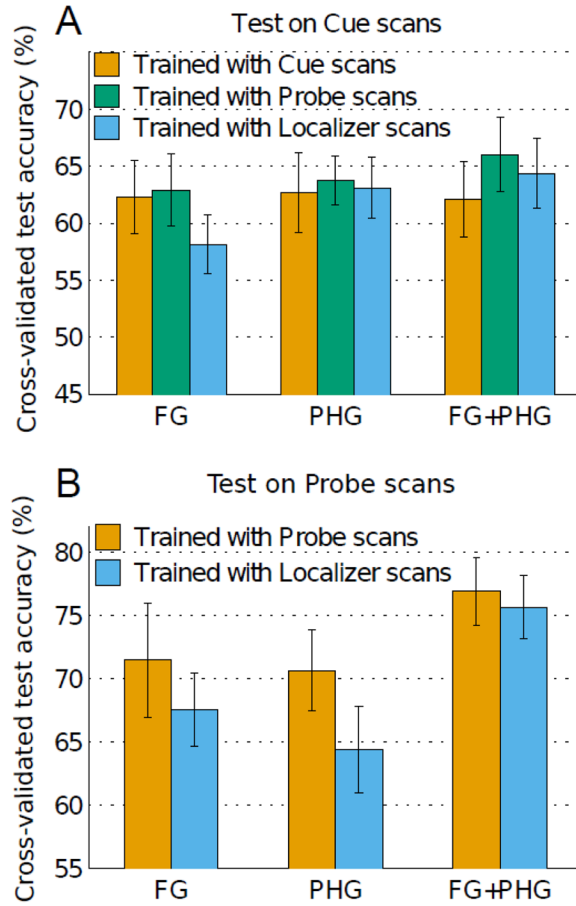 A
Test on Cue scans
Trained with Cue scans
Trained with Probe scans
Trained with Localizer scans
Cross-validated test accuracy (%)
70
65
60
55
50
45
FG
PHG
FG+PHG
B
Test on Probe scans
Trained with Probe scans
Trained with Localizer scans
Cross-validated test accuracy (%)
80
75
70
65
60
55
FG
PHG
FG+PHG